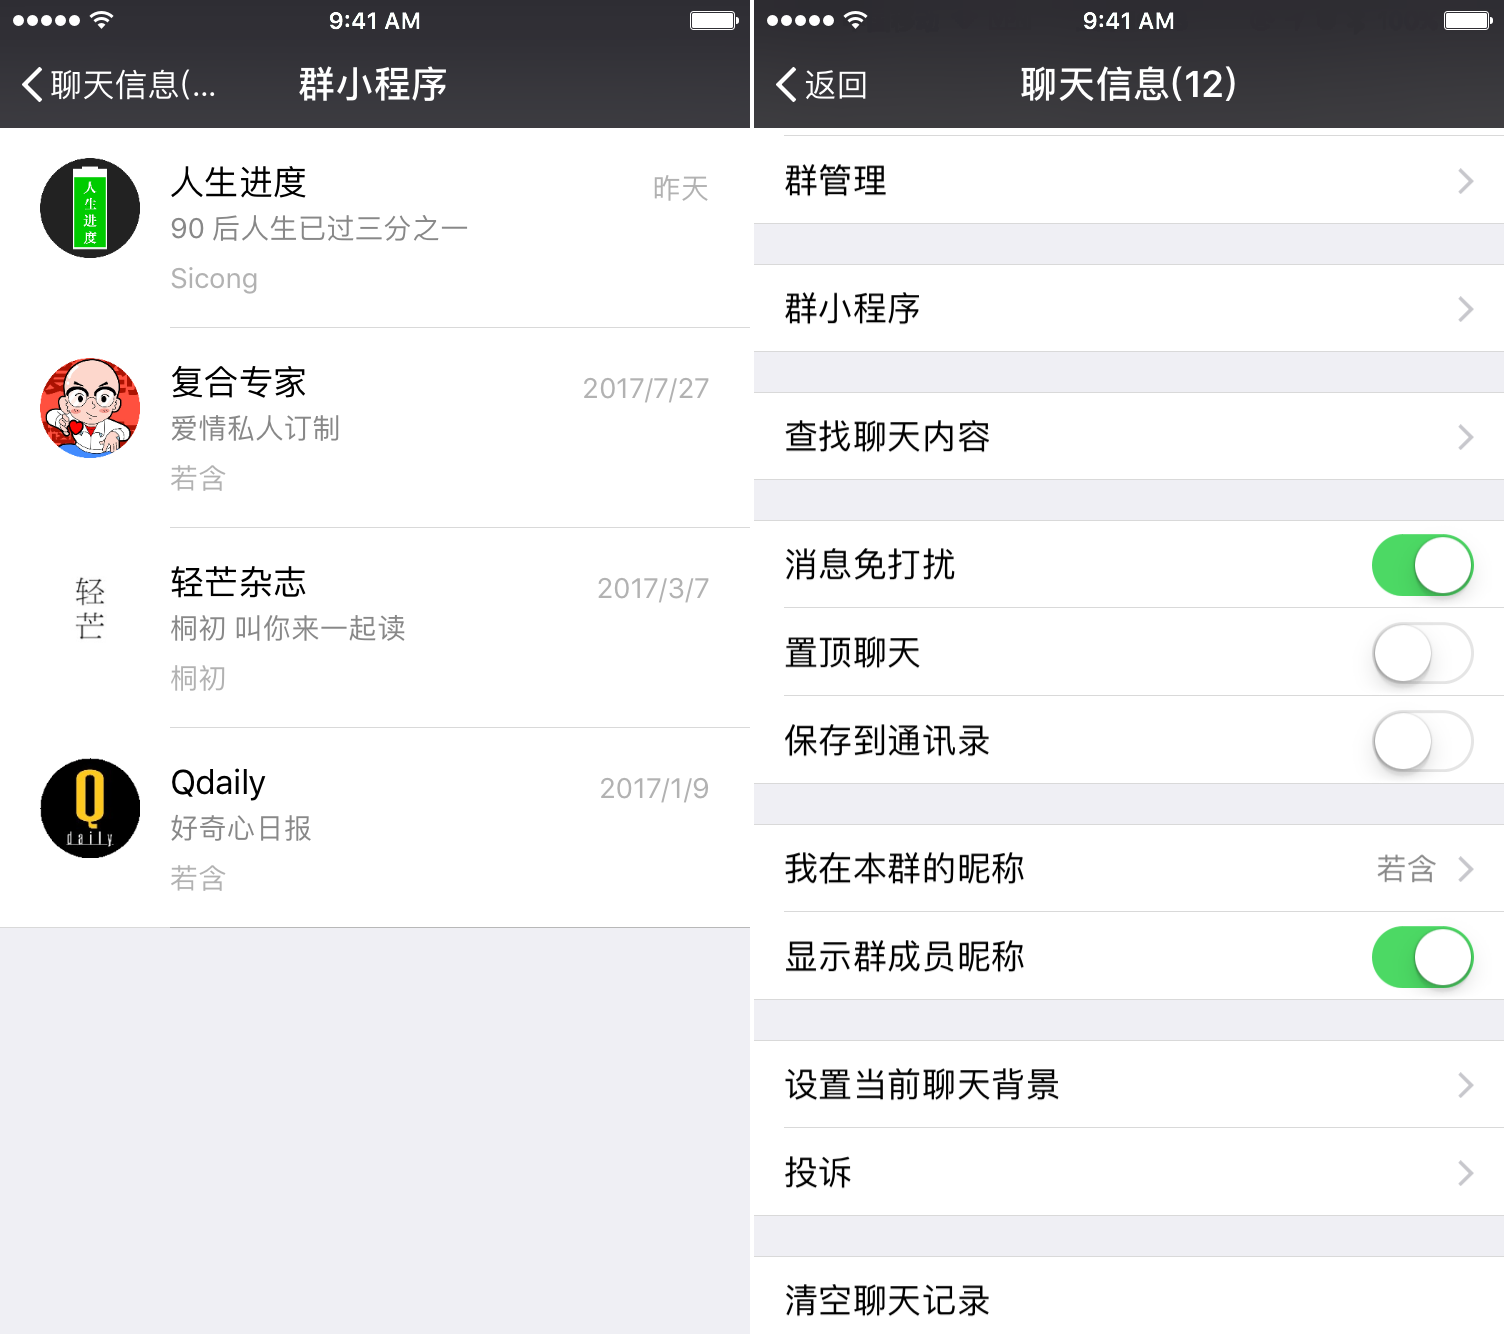 9:41 AM
聊天信息(...
群小程序
人生进度
人生进度
昨天
90 后人生已过三分之一
Sicong
复合专家
2017/7/27
爱情私人订制
若含
轻芒
轻芒杂志
2017/3/7
桐初 叫你来一起读
桐初
Q
daily
Qdaily
2017/1/9
好奇心日报
若含
9:41 AM
返回
聊天信息(12)
群管理
群小程序
查找聊天内容
消息免打扰
置顶聊天
保存到通讯录
我在本群的昵称
若含
显示群成员昵称
设置当前聊天背景
投诉
清空聊天记录